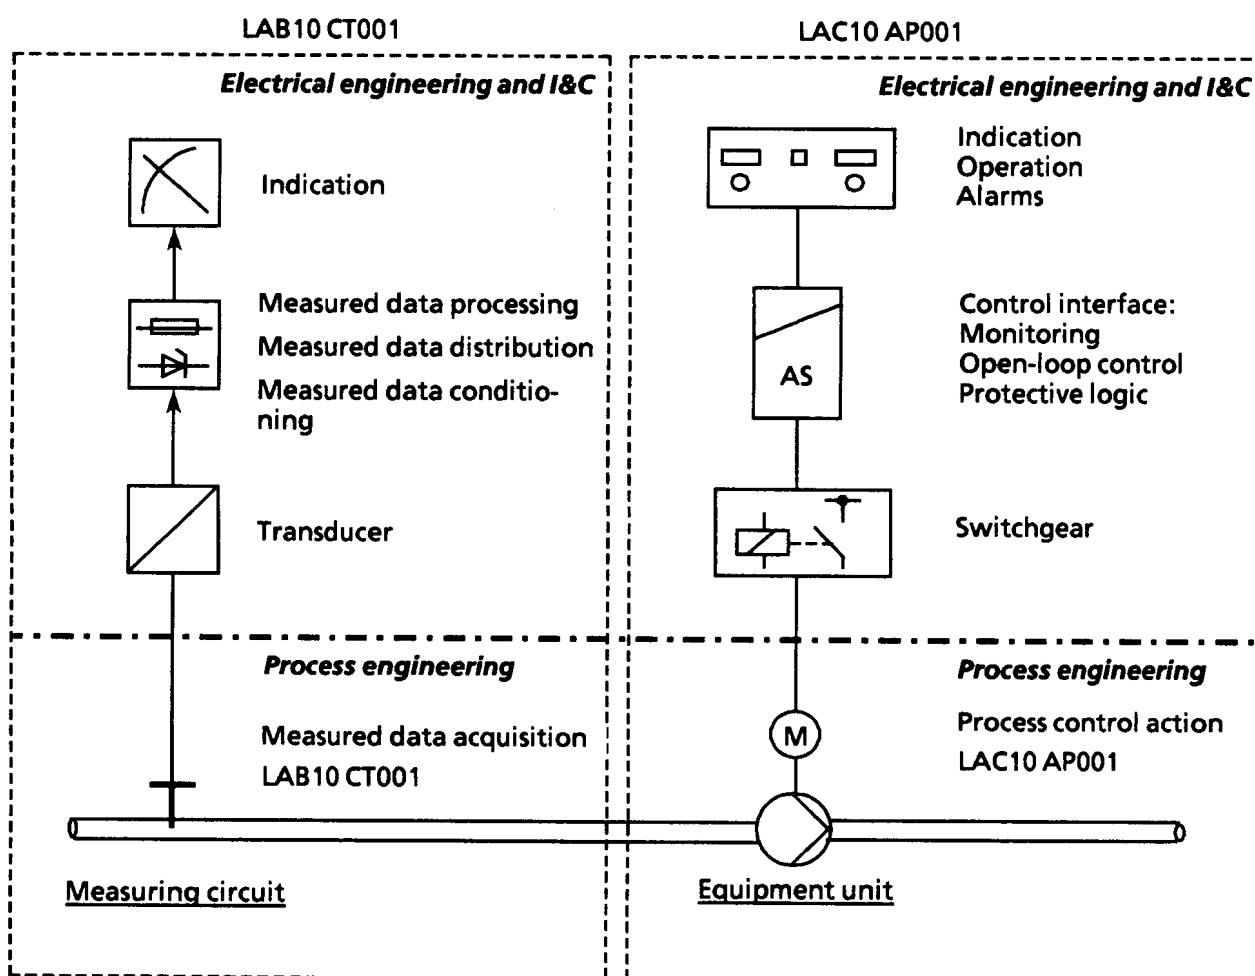 LAB10 CT001
Electrical engineering and I&C
Indication
Measured data processing
Measured data distribution
Measured data conditio-
ning
Transducer
Process engineering
Measured data acquisition
LAB10 CT001
Measuring circuit
LAC10 AP001
Electrical engineering and I&C
Indication
Operation
Alarms
Control interface:
Monitoring
Open-loop control
Protective logic
AS
Switchgear
Process engineering
M
Process control action
LAC10 AP001
Equipment unit